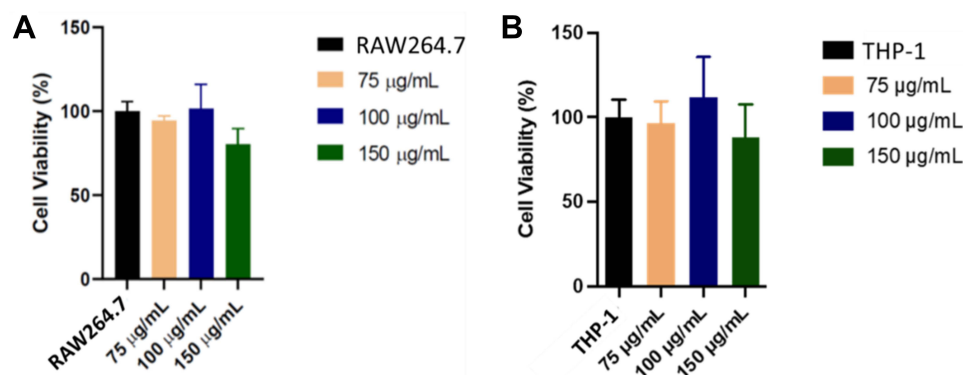 A
Cell Viability (%)
150
100
50
0
RAW264.7
75 μg/mL
100 μg/mL
150 μg/mL
RAW264.7
75 μg/mL
100 μg/mL
150 μg/mL
B
Cell Viability (%)
150
100
50
0
THP-1
75 μg/mL
100 μg/mL
150 μg/mL
THP-1
75 μg/mL
100 μg/mL
150 μg/mL